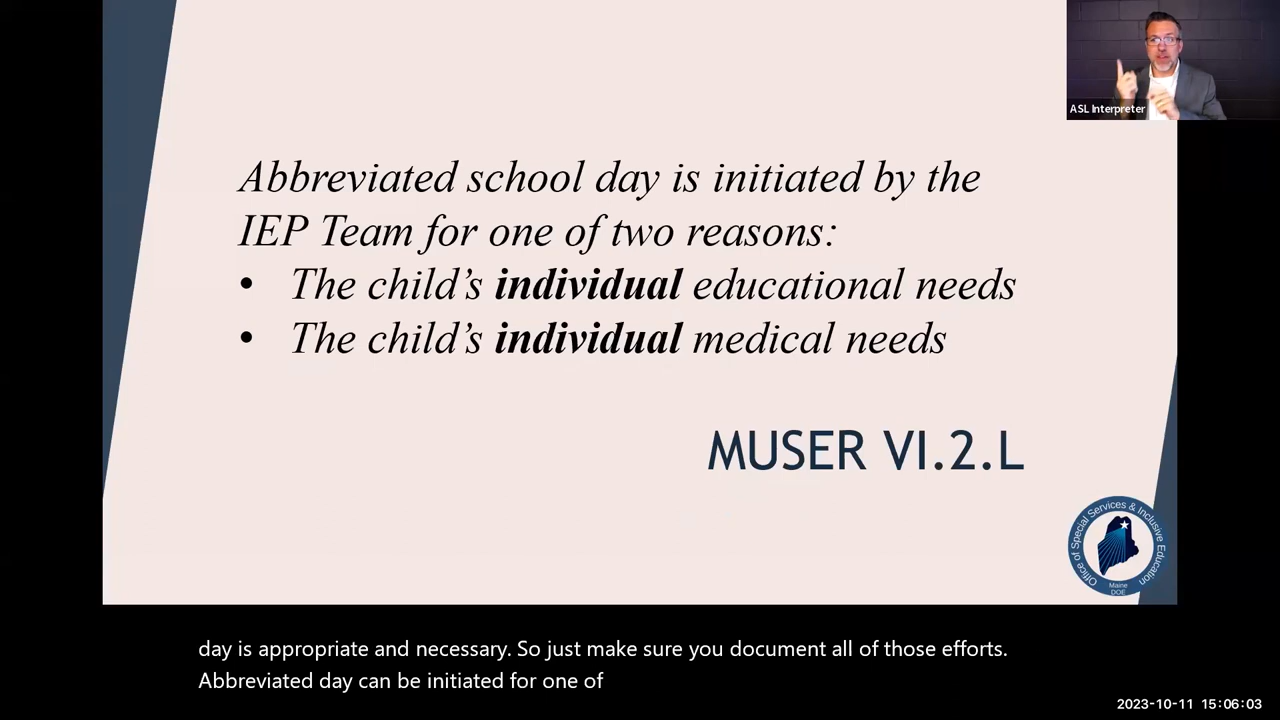 ASL Interpreter
Abbreviated school day is initiated by the
IEP Team for one of two reasons:
• The child’s individual educational needs
• The child’s individual medical needs
MUSER VI.2.L
Office of Special Services & Inclusive Education
Maine
DOE
day is appropriate and necessary. So just make sure you document all of those efforts.
Abbreviated day can be initiated for one of
2023-10-11 15:06:03